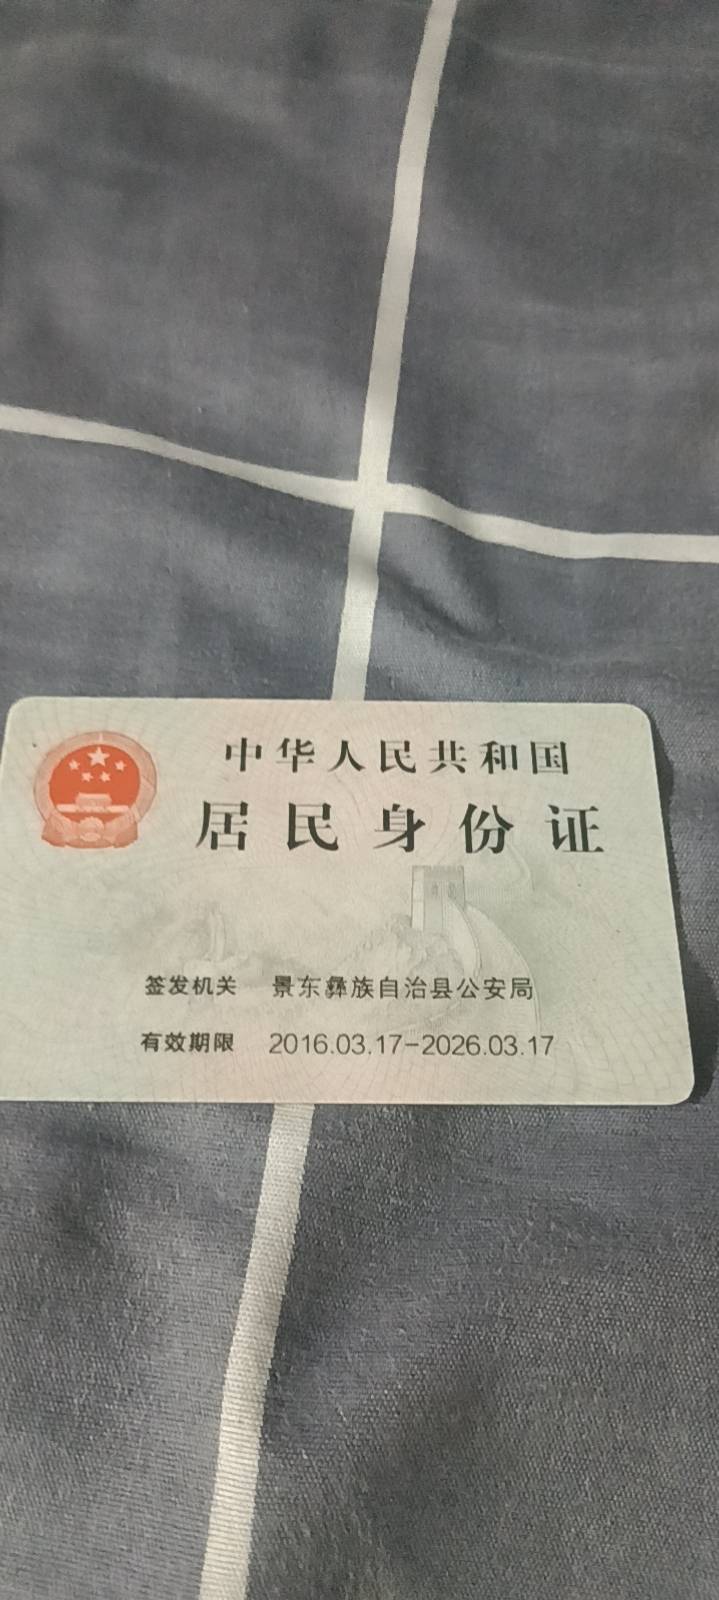 中华人民共和国
居民身份证
签发机关 景东彝族自治县公安局
有效期限 2016.03.17-2026.03.17